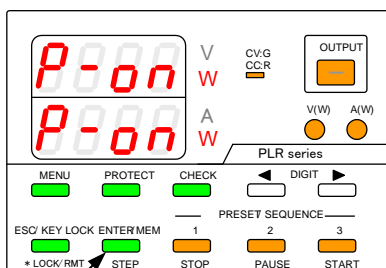 P-on V
W
CV:G
CC:R
OUTPUT
P-on A
W
V(W) A(W)
PLR series
MENU PROTECT CHECK ◄ DIGIT ►
PRESET/ SEQUENCE
ESC/ KEY LOCK ENTER/MEM 1 2 3
* LOCK/RMT STEP STOP PAUSE START